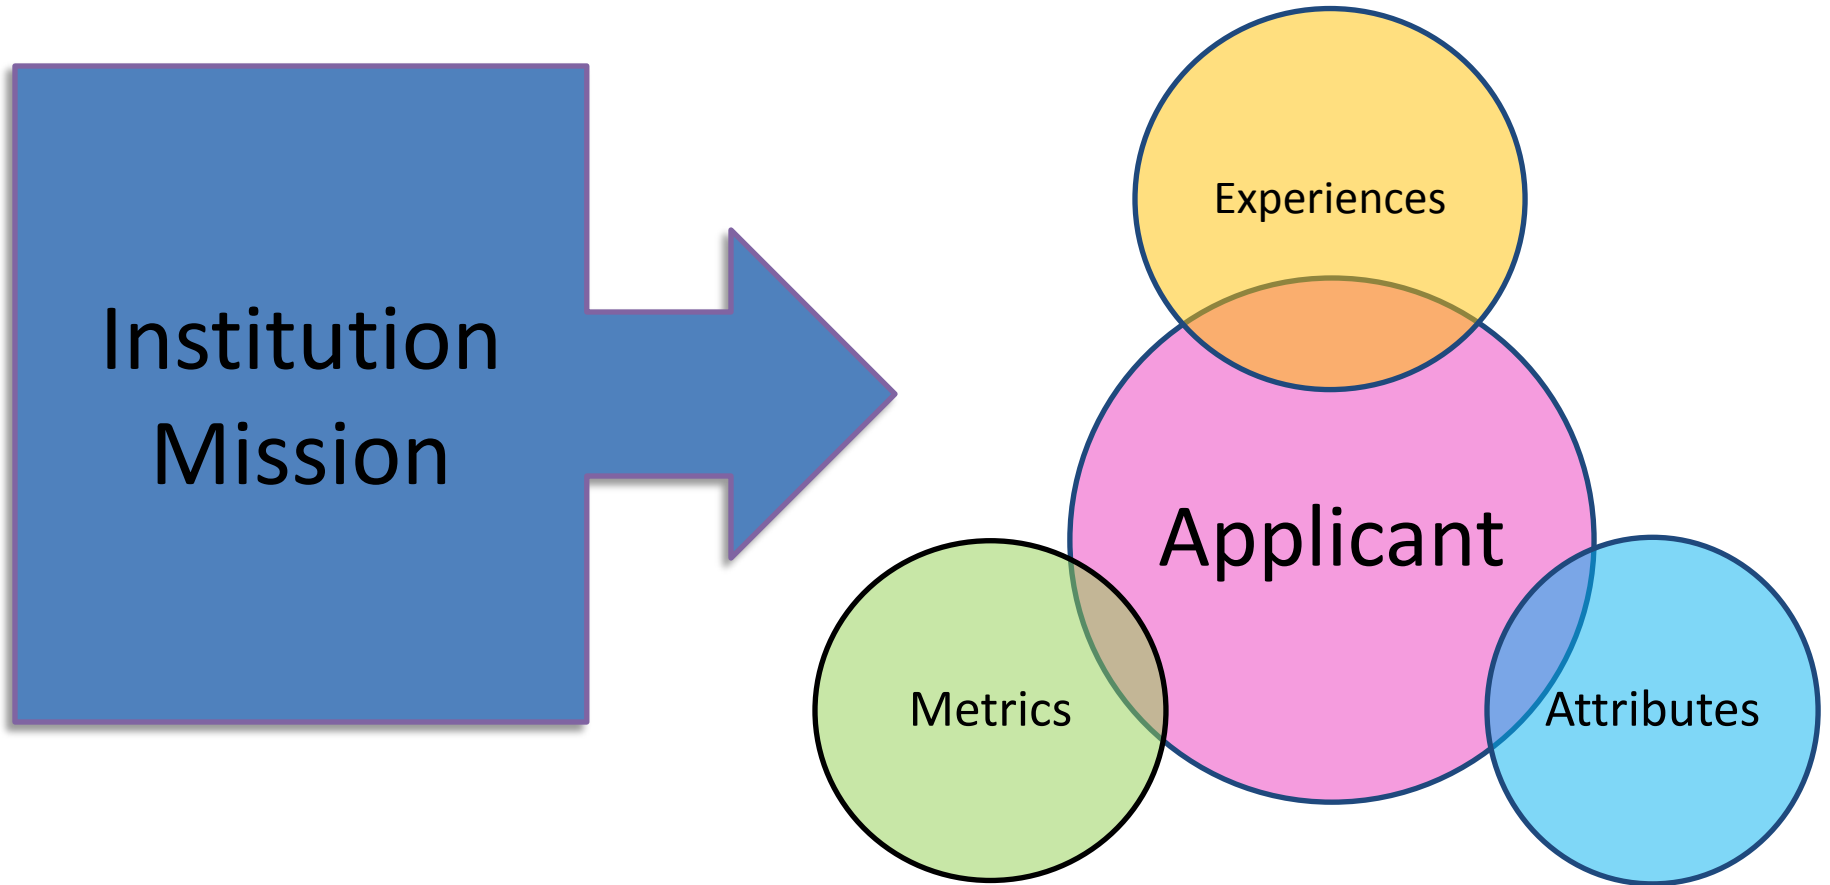 Institution
Mission
Experiences
Applicant
Metrics
Attributes